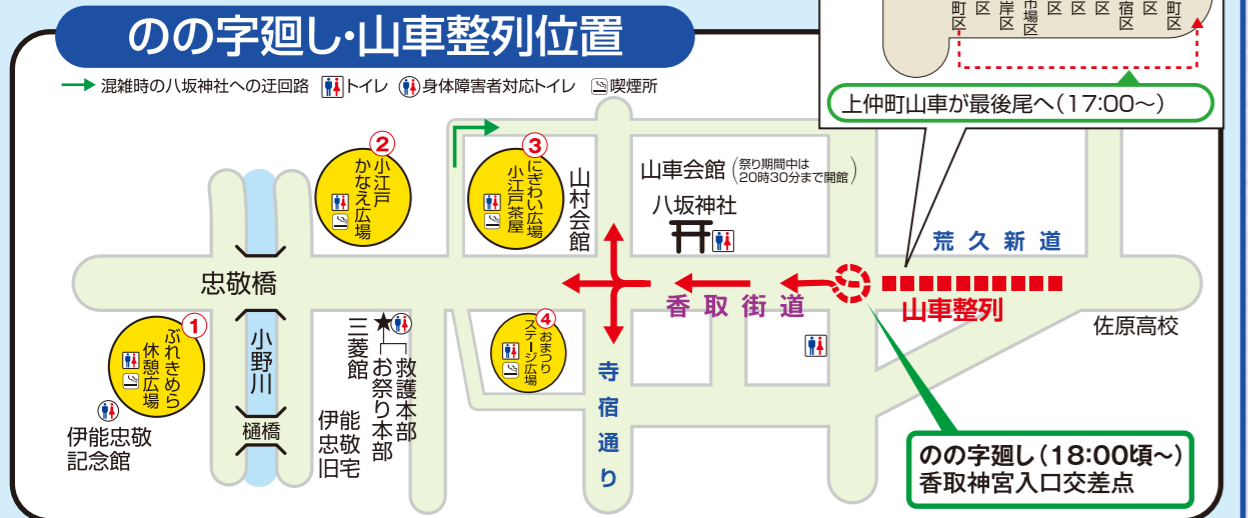 のの字廻し・山車整列位置
混雑時の八坂神社への迂回路
トイレ
身体障害者対応トイレ
喫煙所
町区
区
岸区
市場区
区
区
区
宿区
区
町区
上仲町山車が最後尾へ(17:00～)
②
小江戸
かなえ広場
③
にぎわい広場
小江戸茶屋
山村会館
山車会館
(祭り期間中は
20時30分まで開館)
八坂神社
荒久新道
忠敬橋
香取街道
山車整列
佐原高校
①
ぶれきめら
休憩広場
小野川
樋橋
伊能忠敬
記念館
★
三菱館
お祭り本部
救護本部
伊能
忠敬
旧宅
④
おまつり
ステージ広場
寺宿通り
のの字廻し(18:00頃～)
香取神宮入口交差点